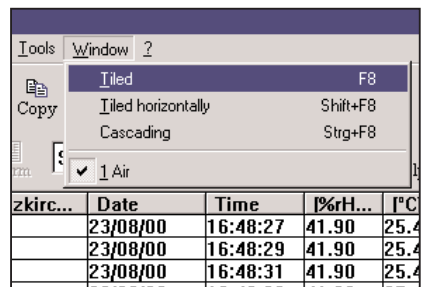 Tools Window ?
Tiled F8
Copy Tiled horizontally Shift+F8
Cascading Strg+F8
1 Air
zkirc... Date Time [%rH... [°C
23/08/00 16:48:27 41.90 25.4
23/08/00 16:48:29 41.90 25.4
23/08/00 16:48:31 41.90 25.4